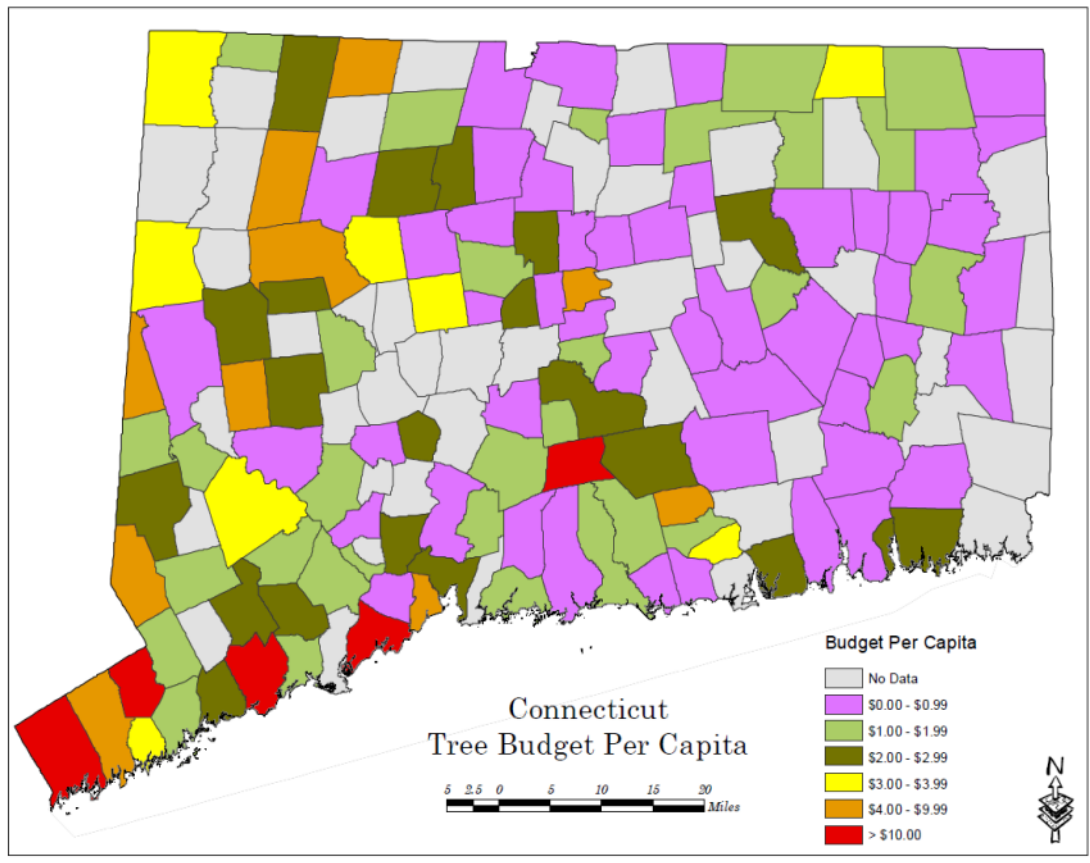 Budget Per Capita
No Data
$0.00 - $0.99
$1.00 - $1.99
$2.00 - $2.99
$3.00 - $3.99
$4.00 - $9.99
> $10.00
Connecticut
Tree Budget Per Capita
5 2.5 0 5 10 15 20
Miles
N